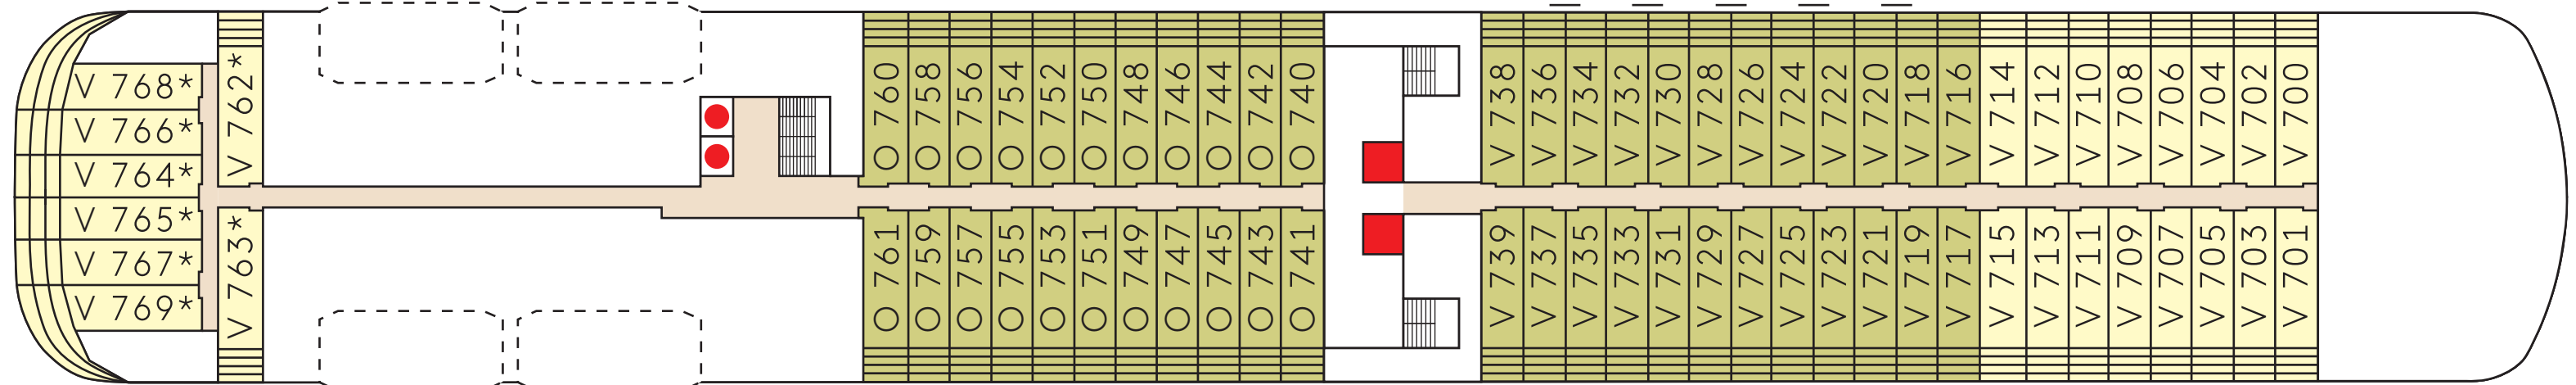 V 768*
V 766*
V 764*
V 765*
V 767*
V 769*
V 762*
V 763*
O 760
O 758
O 756
O 754
O 752
O 750
O 748
O 746
O 744
O 742
O 740
O 761
O 759
O 757
O 755
O 753
O 751
O 749
O 747
O 745
O 743
O 741
V 738
V 736
V 734
V 732
V 730
V 728
V 726
V 724
V 722
V 720
V 718
V 716
V 714
V 712
V 710
V 708
V 706
V 704
V 702
V 700
V 739
V 737
V 735
V 733
V 731
V 729
V 727
V 725
V 723
V 721
V 719
V 717
V 715
V 713
V 711
V 709
V 707
V 705
V 703
V 701